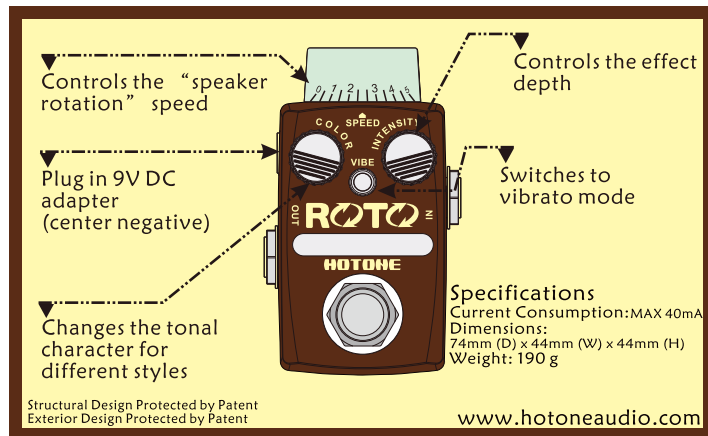 Controls the “speaker
rotation” speed
Controls the effect
depth
0 1 2 3 4 5
COLOR
SPEED
INTENSITY
VIBE
Plug in 9V DC
adapter
(center negative)
Switches to
vibrato mode
OUT
IN
ROTO
HOTONE
Changes the tonal
character for
different styles
Specifications
Current Consumption:MAX 40mA
Dimensions:
74mm (D) x 44mm (W) x 44mm (H)
Weight: 190 g
Structural Design Protected by Patent
Exterior Design Protected by Patent
www.hotoneaudio.com